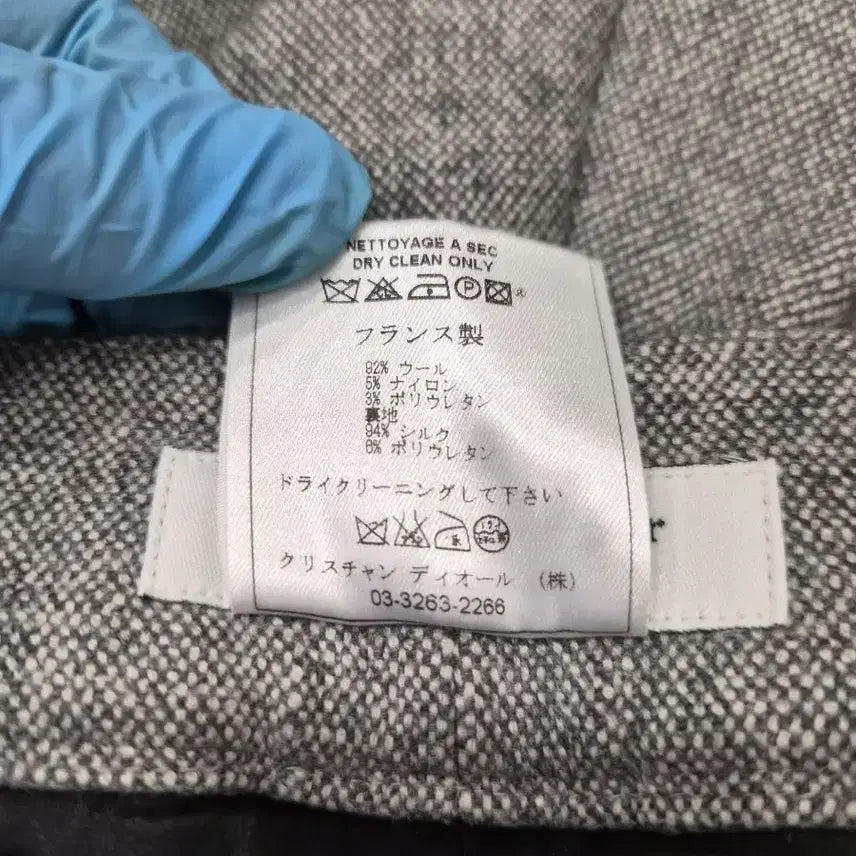 NETTOYAGE A SEC
DRY CLEAN ONLY
P
フランス製
92% ウール
5% ナイロン
3% ポリウレタン
裏地
94% シルク
6% ポリウレタン
ドライクリーニングして下さい
クリスチャン ディオール (株)
03-3263-2266
r